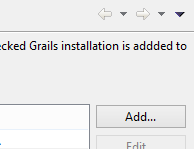 ecked Grails installation is addded to
Add...
Edit...